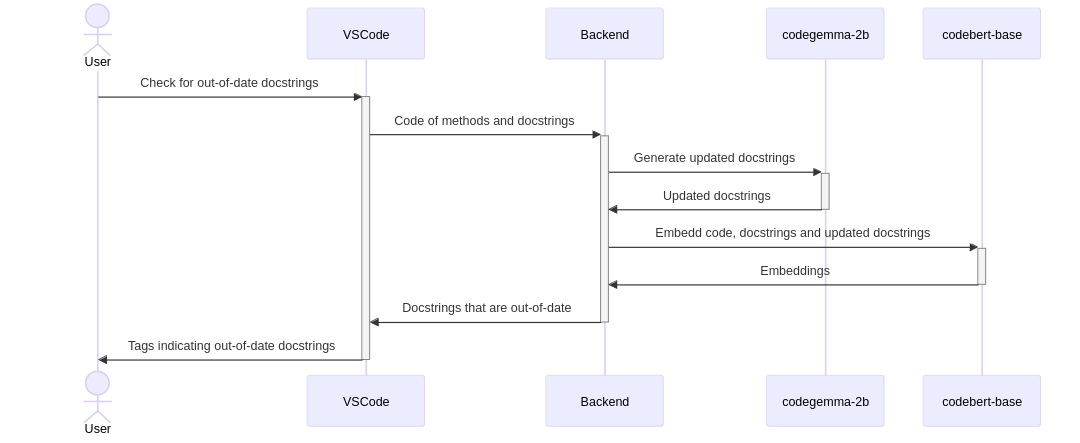 User
VSCode
Backend
codegemma-2b
codebert-base
Check for out-of-date docstrings
Code of methods and docstrings
Generate updated docstrings
Updated docstrings
Embedd code, docstrings and updated docstrings
Embeddings
Docstrings that are out-of-date
Tags indicating out-of-date docstrings
User
VSCode
Backend
codegemma-2b
codebert-base